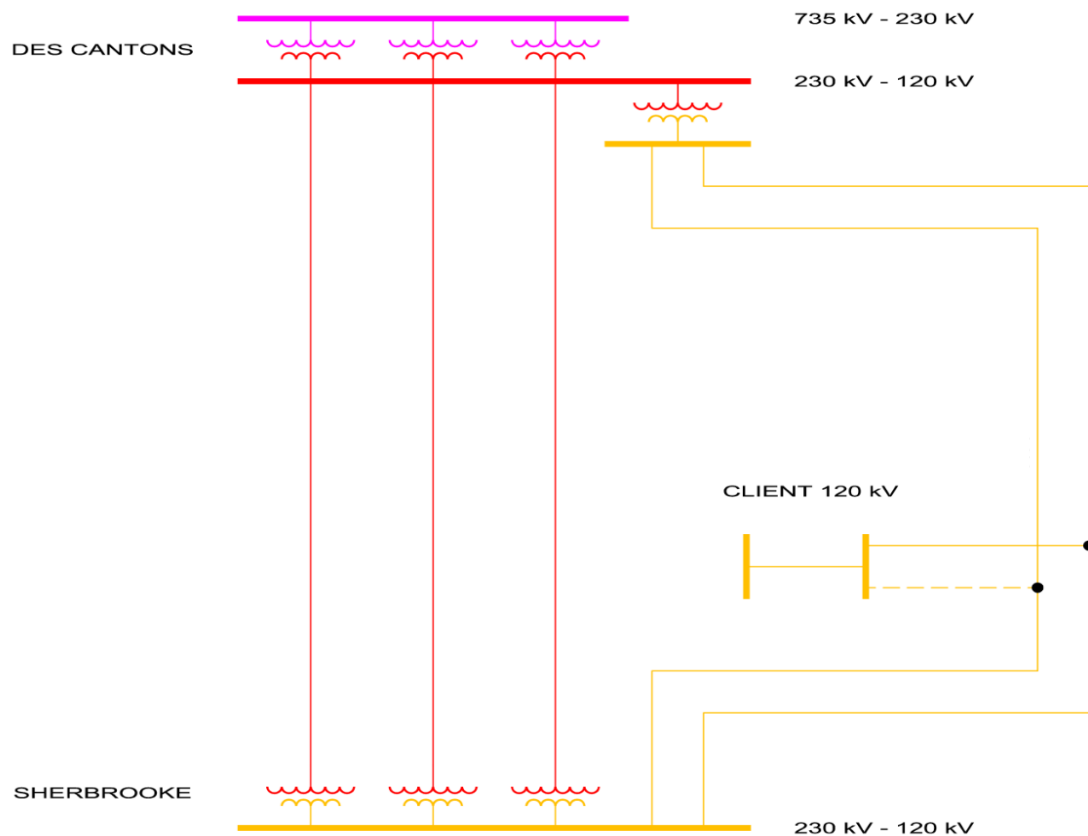 735 kV - 230 kV
DES CANTONS
230 kV - 120 kV
CLIENT 120 kV
SHERBROOKE
230 kV - 120 kV